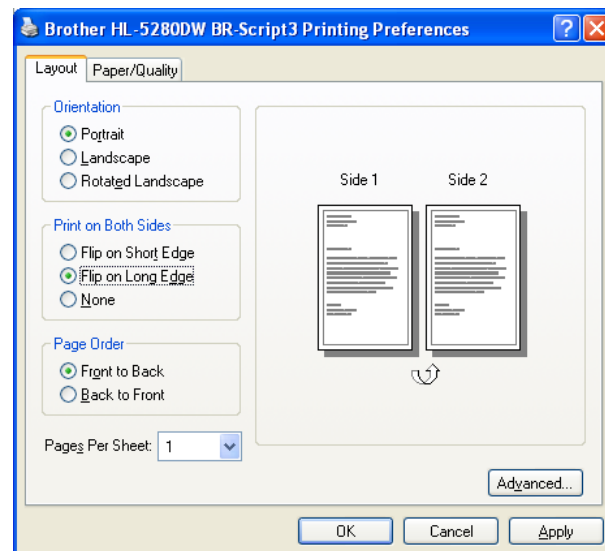 Brother HL-5280DW BR-Script3 Printing Preferences
Layout
Paper/Quality
Orientation
Portrait
Landscape
Rotated Landscape
Print on Both Sides
Flip on Short Edge
Flip on Long Edge
None
Page Order
Front to Back
Back to Front
Pages Per Sheet: 1
Side 1
Side 2
Advanced...
OK
Cancel
Apply